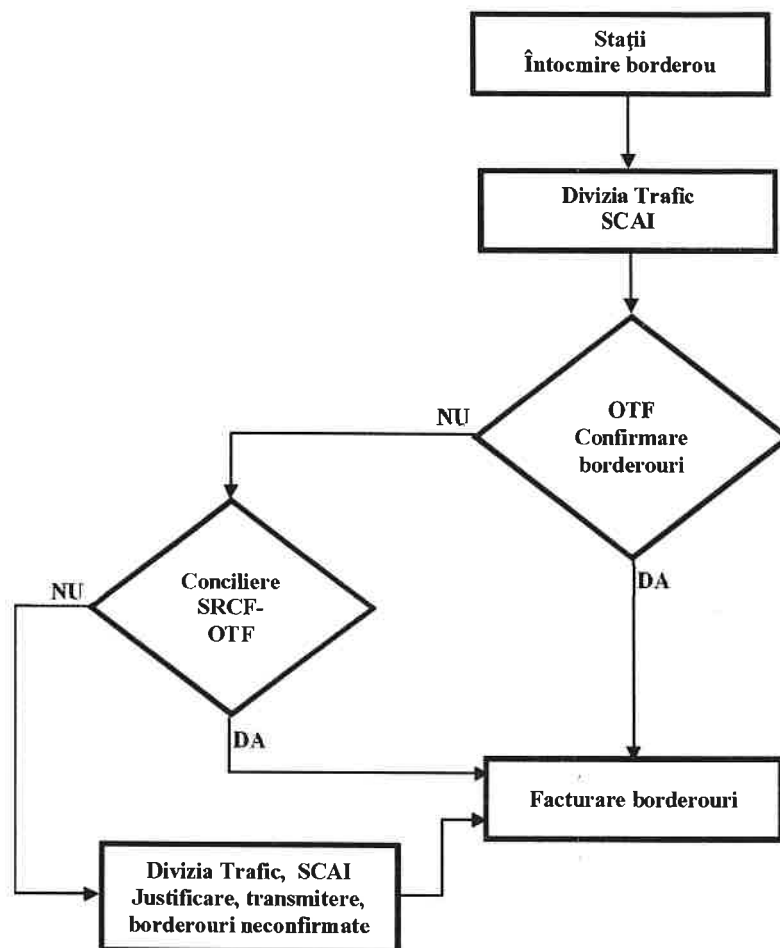 Staţii
Întocmire borderou
Divizia Trafic
SCAI
OTF
Confirmare
borderouri
NU
DA
Conciliere
SRCF-
OTF
NU
DA
Facturare borderouri
Divizia Trafic, SCAI
Justificare, transmitere,
borderouri neconfirmate